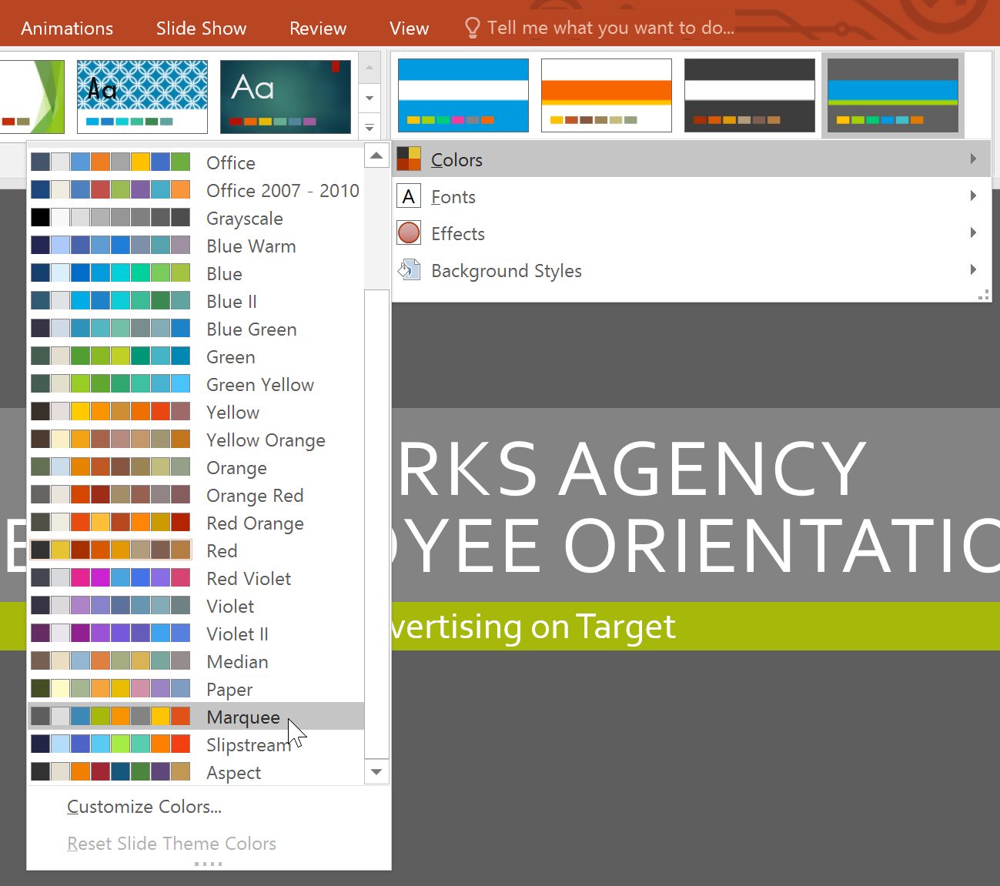 Animations Slide Show Review View Tell me what you want to do...
Aa Aa
Colors
Fonts
Effects
Background Styles
Office
Office 2007 - 2010
Grayscale
Blue Warm
Blue
Blue II
Blue Green
Green
Green Yellow
Yellow
Yellow Orange
Orange
Orange Red
Red Orange
Red
Red Violet
Violet
Violet II
Median
Paper
Marquee
Slipstream
Aspect
Customize Colors...
Reset Slide Theme Colors
RKS AGENCY
E YEE ORIENTATIO
vertising on Target
A